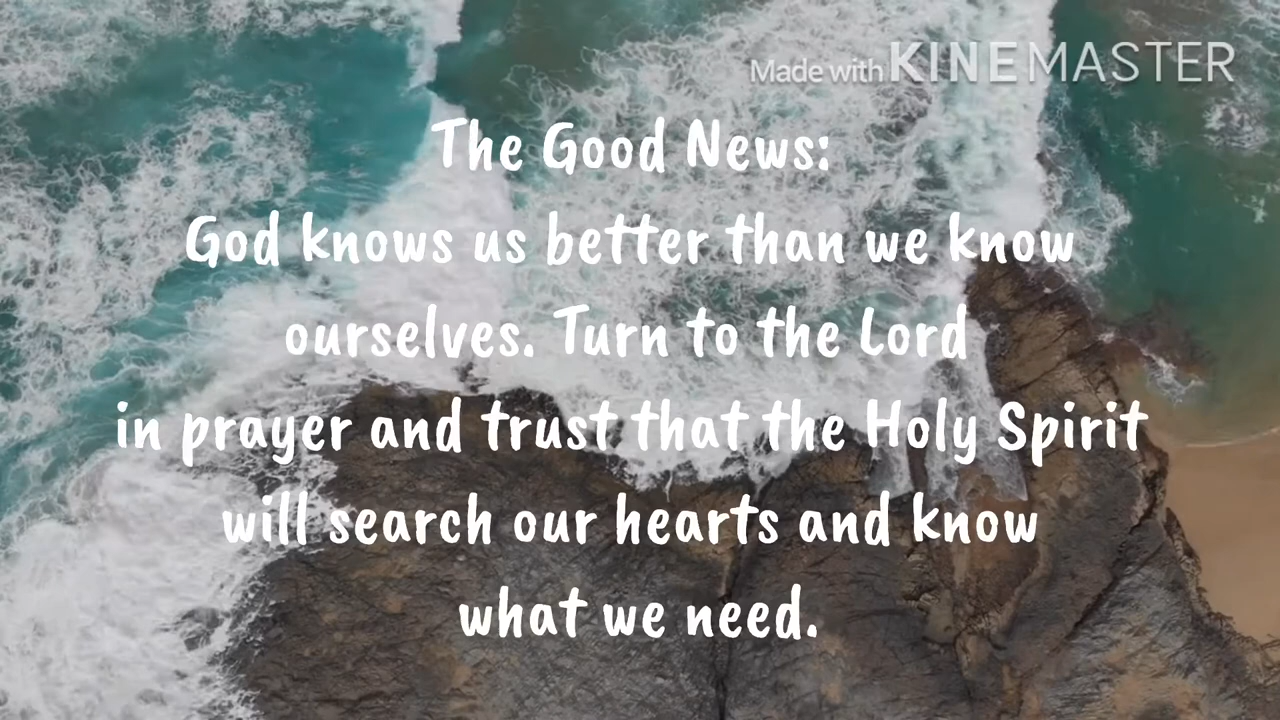 Made with KINEMASTER
The Good News:
God knows us better than we know
ourselves. Turn to the Lord
in prayer and trust that the Holy Spirit
will search our hearts and know
what we need.